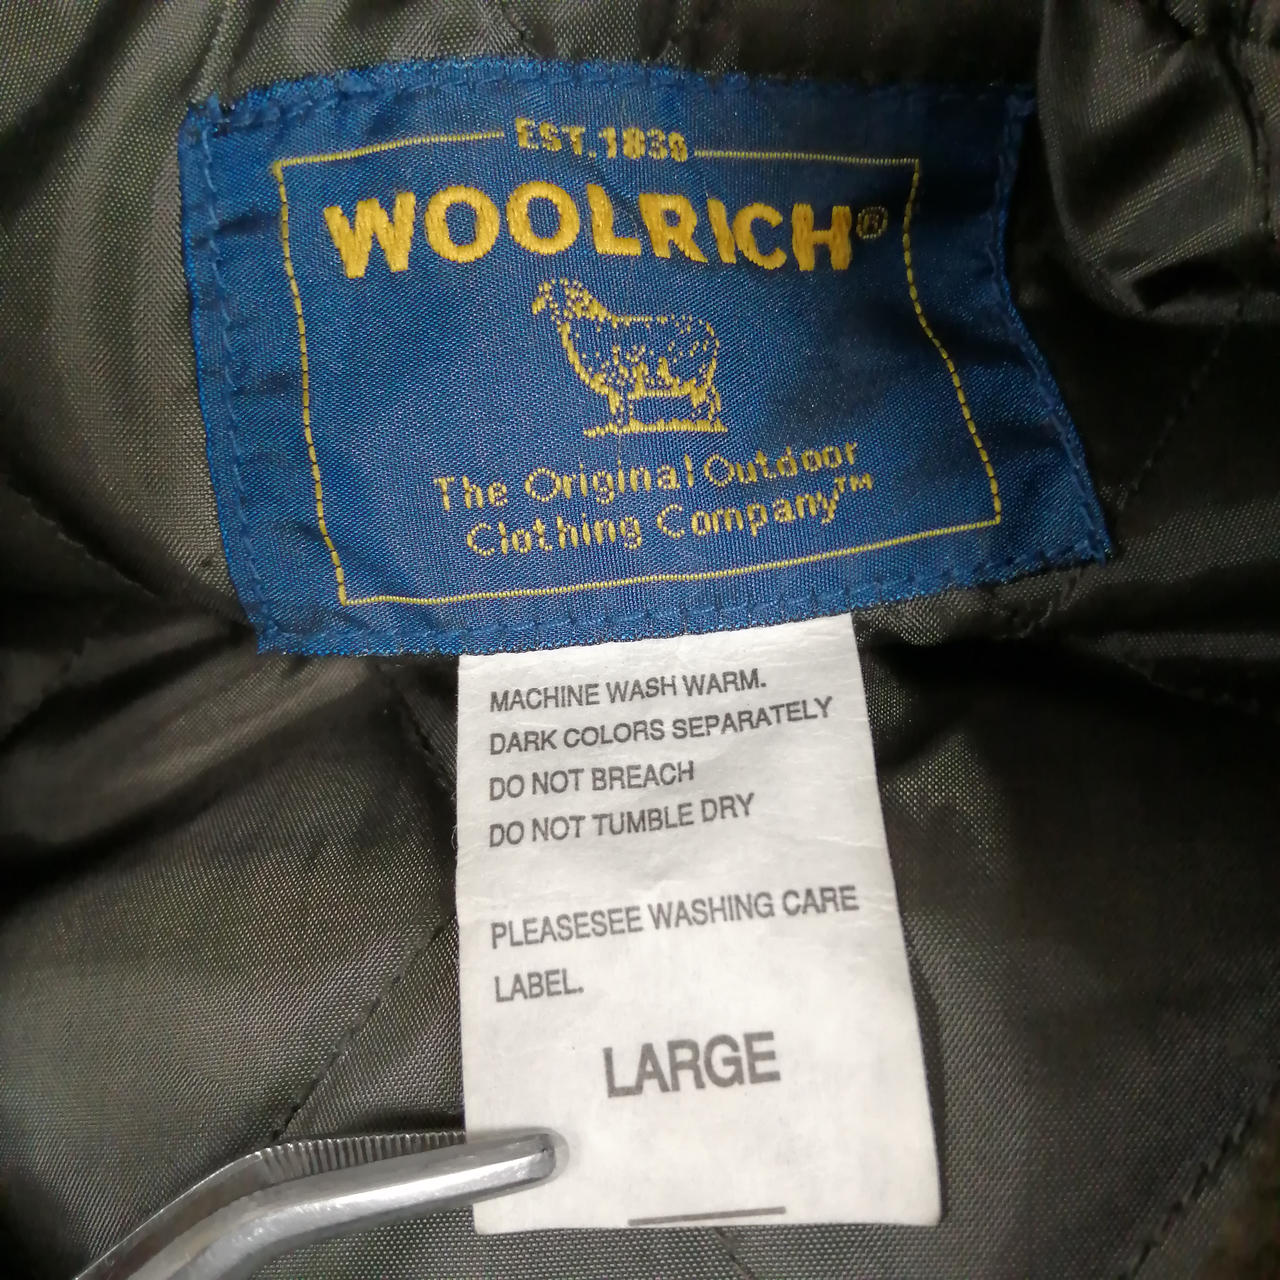 EST. 1830
WOOLRICH®
The Original Outdoor
Clothing Company™
MACHINE WASH WARM.
DARK COLORS SEPARATELY
DO NOT BREACH
DO NOT TUMBLE DRY
PLEASESEE WASHING CARE
LABEL.
LARGE